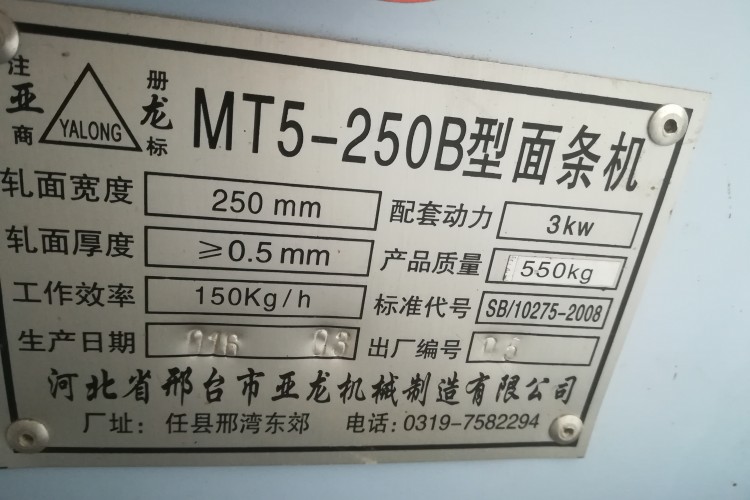 注册
亚龙
商标
YALONG
MT5-250B型面条机
轧面宽度 250 mm 配套动力 3kw
轧面厚度 ≥0.5mm 产品质量 550kg
工作效率 150Kg/h 标准代号 SB/10275-2008
生产日期 出厂编号
河北省邢台市亚龙机械制造有限公司
厂址: 任县邢湾东郊 电话:0319-7582294